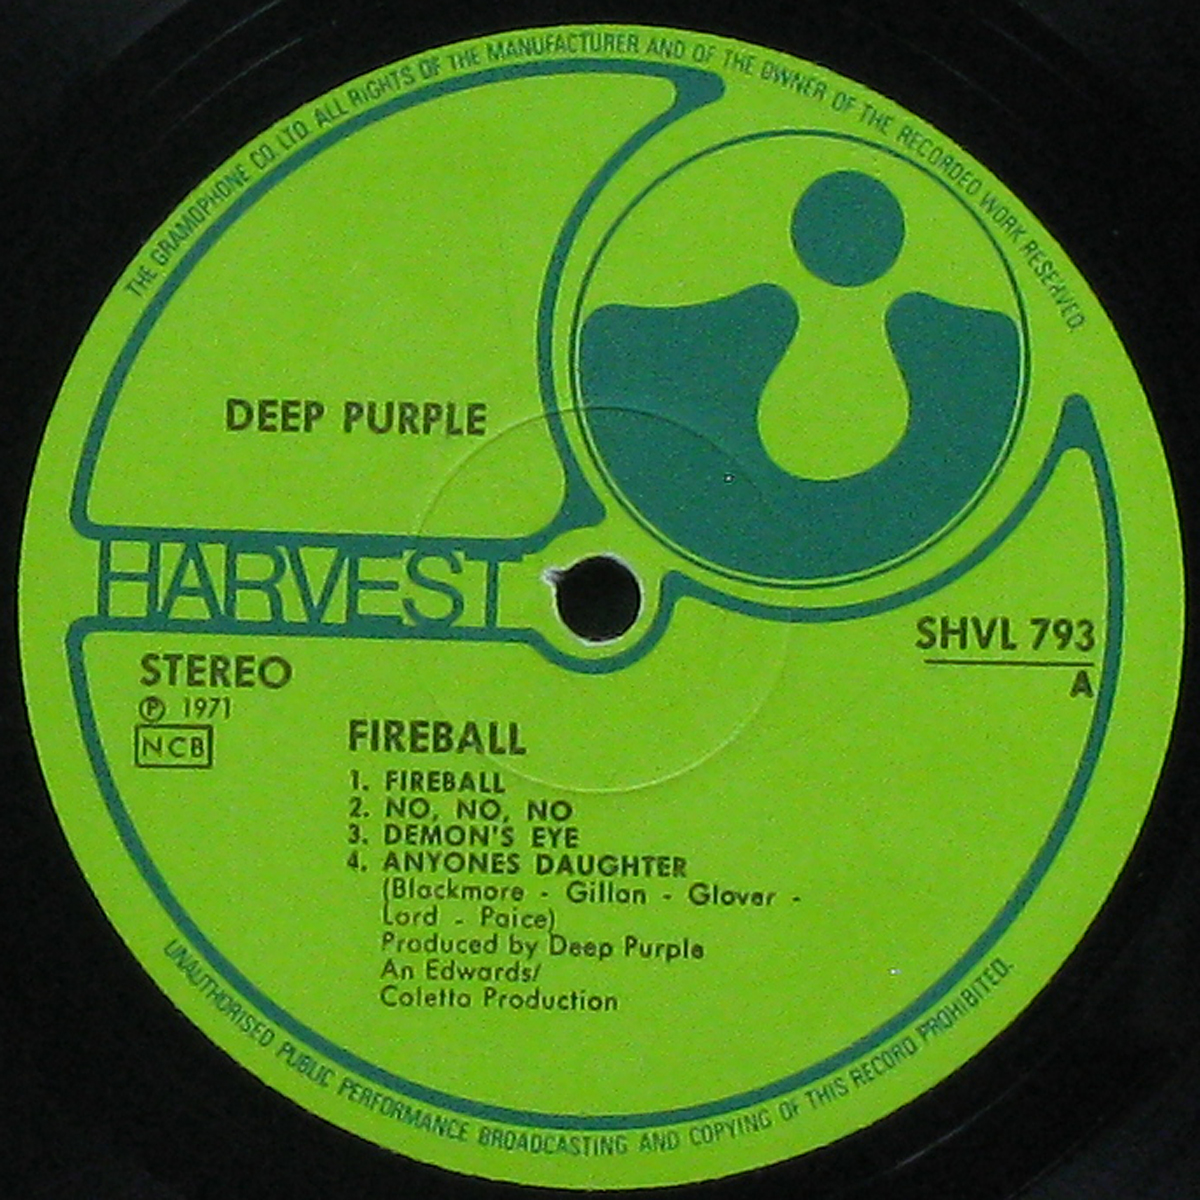 THE GRAMOPHONE CO. LTD. ALL RIGHTS OF THE MANUFACTURER AND OF THE OWNER OF THE RECORDED WORK RESERVED.
DEEP PURPLE
HARVEST
STEREO
Ⓟ 1971
NCB
SHVL 793
A
FIREBALL
1. FIREBALL
2. NO, NO, NO
3. DEMON'S EYE
4. ANYONES DAUGHTER
(Blackmore - Gillan - Glover -
Lord - Paice)
Produced by Deep Purple
An Edwards/
Coletta Production
UNAUTHORISED PUBLIC PERFORMANCE BROADCASTING AND COPYING OF THIS RECORD PROHIBITED.